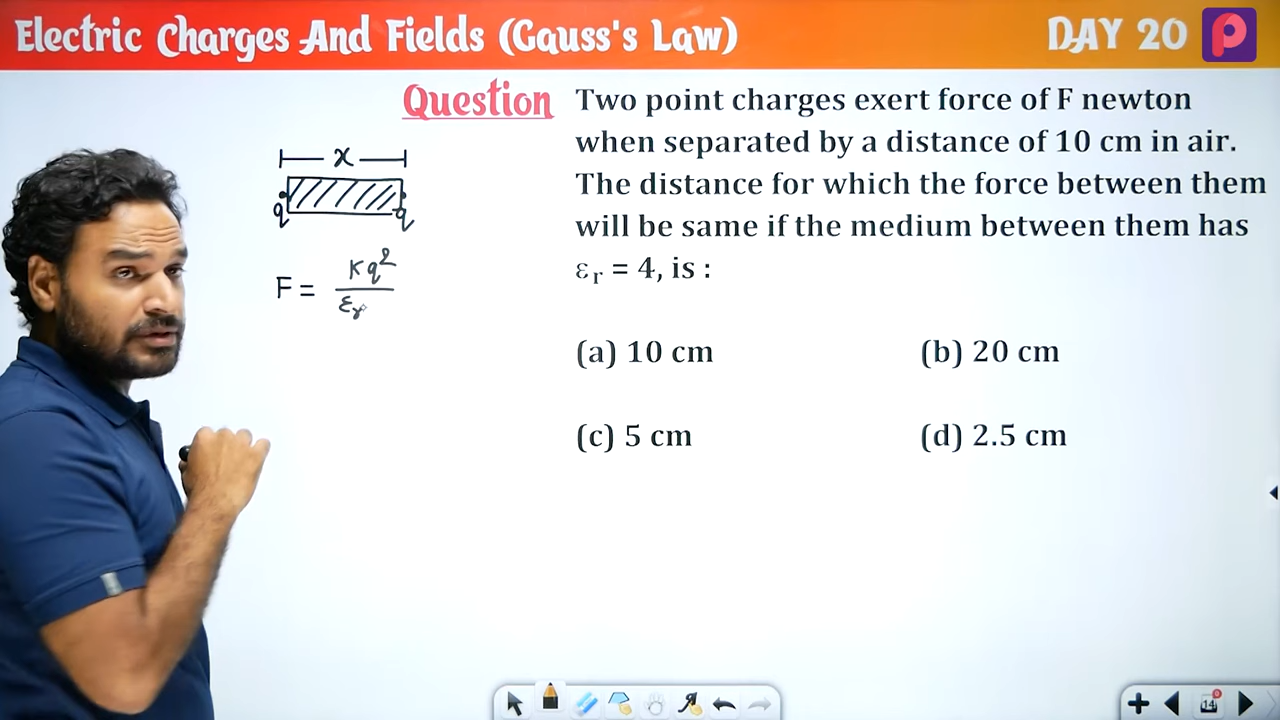 Electric Charges And Fields (Gauss's Law)
DAY 20
Question
Two point charges exert force of F newton
when separated by a distance of 10 cm in air.
The distance for which the force between them
will be same if the medium between them has
εr = 4, is :
(a) 10 cm
(b) 20 cm
(c) 5 cm
(d) 2.5 cm
x
q q
F = Kq²
εr
14